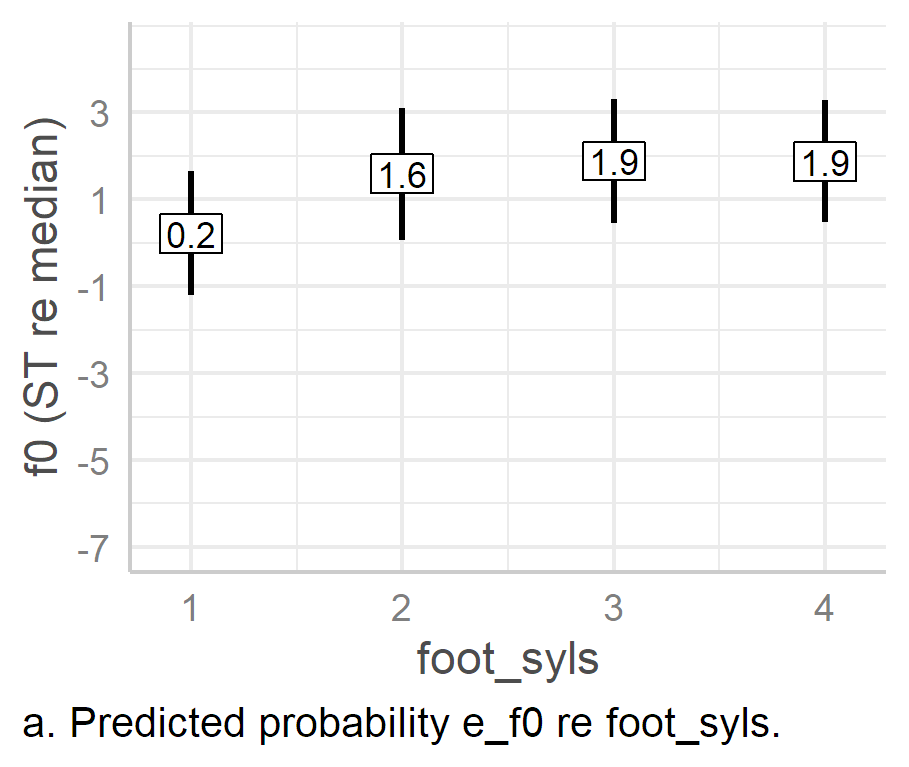 f0 (ST re median)
3
1
-1
-3
-5
-7
0.2
1.6
1.9
1.9
1 2 3 4
foot_syls
a. Predicted probability e_f0 re foot_syls.